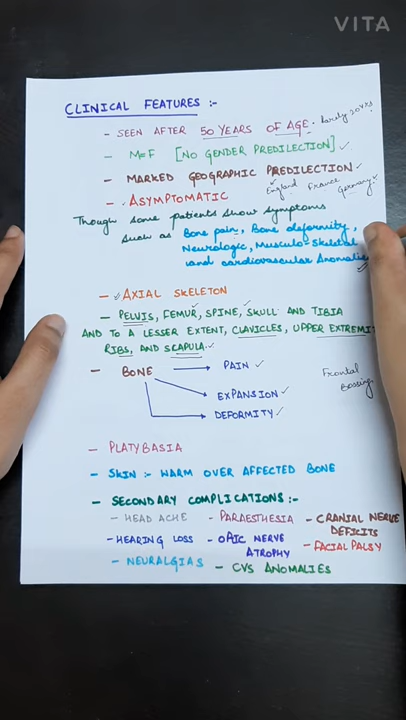 VITA
CLINICAL FEATURES :-
- SEEN AFTER 50 YEARS OF AGE. rarely 20 yrs
- M=F [NO GENDER PREDILECTION]
- MARKED GEOGRAPHIC PREDILECTION
England France Germany
- ASYMPTOMATIC
Though some patients show symptoms
such as Bone pain, Bone deformity,
Neurologic, Musculo-Skeletal
and cardiovascular Anomalies
- AXIAL SKELETON
- PELVIS, FEMUR, SPINE, SKULL AND TIBIA
AND TO A LESSER EXTENT, CLAVICLES, UPPER EXTREMI
RIBS, AND SCAPULA.
- BONE → PAIN
→ EXPANSION
→ DEFORMITY
Frontal
Bossing
- PLATYBASIA
- SKIN :- WARM OVER AFFECTED BONE
- SECONDARY COMPLICATIONS :-
- HEAD ACHE - PARAESTHESIA - CRANIAL NERVE DEFICITS
- HEARING LOSS - OPTIC NERVE ATROPHY - FACIAL PALSY
- NEURALGIAS - CVS ANOMALIES